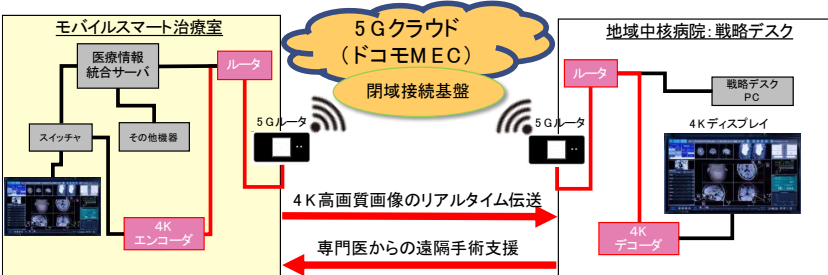 モバイルスマート治療室
医療情報
統合サーバ
ルータ
スイッチャ
その他機器
4K
エンコーダ
5Gクラウド
(ドコモMEC)
閉域接続基盤
5Gルータ
5Gルータ
4K高画質画像のリアルタイム伝送
専門医からの遠隔手術支援
地域中核病院:戦略デスク
ルータ
戦略デスク
PC
4Kディスプレイ
4K
デコーダ